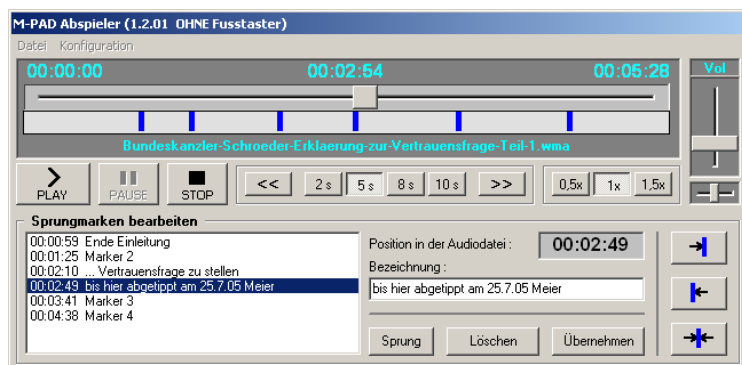 M-PAD Abspieler (1.2.01 OHNE Fusstaster)
Datei Konfiguration
00:00:00 00:02:54 00:05:28 Vol
Bundeskanzler-Schroeder-Erklaerung-zur-Vertrauensfrage-Teil-1.wma
PLAY PAUSE STOP << 2 s 5 s 8 s 10 s >> 0,5x 1x 1,5x
Sprungmarken bearbeiten
00:00:59 Ende Einleitung
00:01:25 Marker 2
00:02:10 ... Vertrauensfrage zu stellen
00:02:49 bis hier abgetippt am 25.7.05 Meier
00:03:41 Marker 3
00:04:38 Marker 4
Position in der Audiodatei : 00:02:49
Bezeichnung :
bis hier abgetippt am 25.7.05 Meier
Sprung Löschen Übernehmen